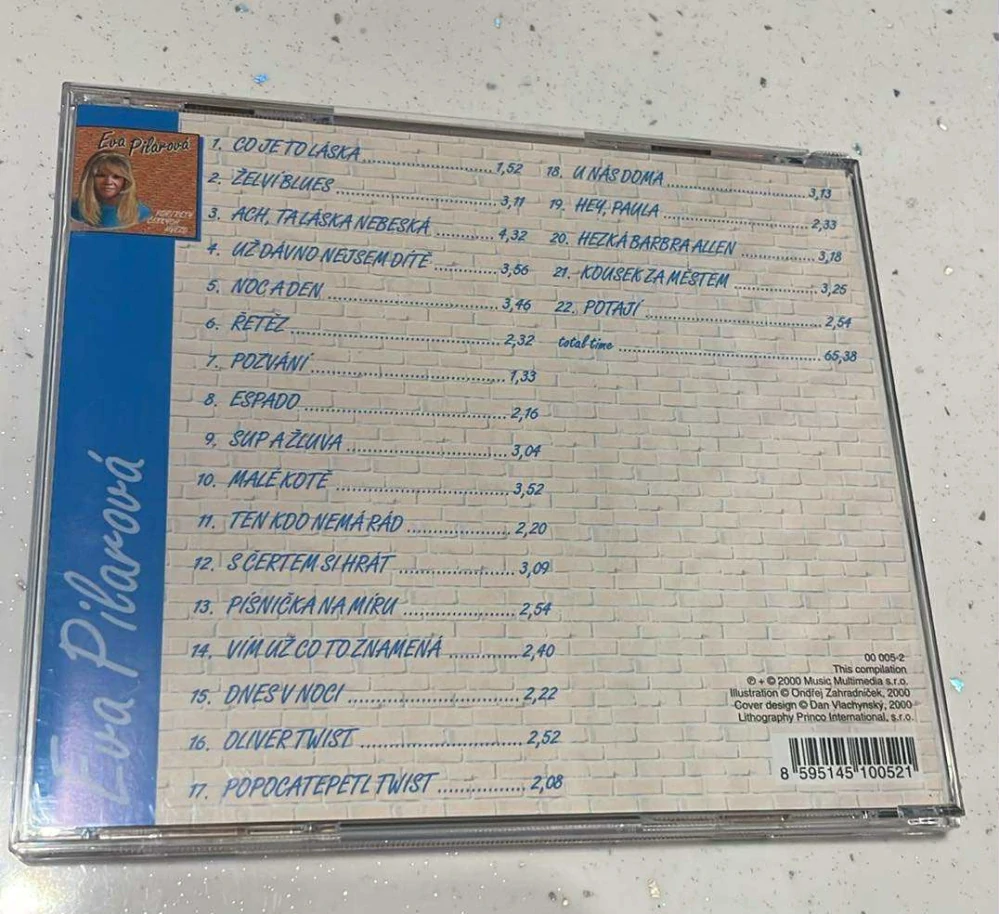 Eva Pilarová
Eva Pilarová
1. CO JE TO LÁSKA 1,52
2. ŽELVÍ BLUES 3,11
3. ACH, TA LÁSKA NEBESKÁ 4,32
4. UŽ DÁVNO NEJSEM DÍTĚ 3,56
5. NOC A DEN 3,46
6. ŘETĚZ 2,32
7. POZVÁNÍ 1,33
8. ESPADO 2,16
9. SUP A ŽLUVA 3,04
10. MALÉ KOTĚ 3,52
11. TEN KDO NEMÁ RÁD 2,20
12. S ČERTEM SI HRÁT 3,09
13. PÍSNIČKA NA MÍRU 2,54
14. VÍM UŽ CO TO ZNAMENÁ 2,40
15. DNES V NOCI 2,22
16. OLIVER TWIST 2,52
17. POPOCATEPETL TWIST 2,08
18. U NÁS DOMA 3,13
19. HEY, PAULA 2,33
20. HEZKÁ BARBRA ALLEN 3,18
21. KOUSEK ZA MĚSTEM 3,25
22. POTAJÍ 2,54
total time 65,38
00 005-2
This compilation
℗ + © 2000 Music Multimedia s.r.o.
Illustration © Ondřej Zahradníček, 2000
Cover design © Dan Vlachynský, 2000
Lithography Princo International, s.r.o.
8 595145 100521